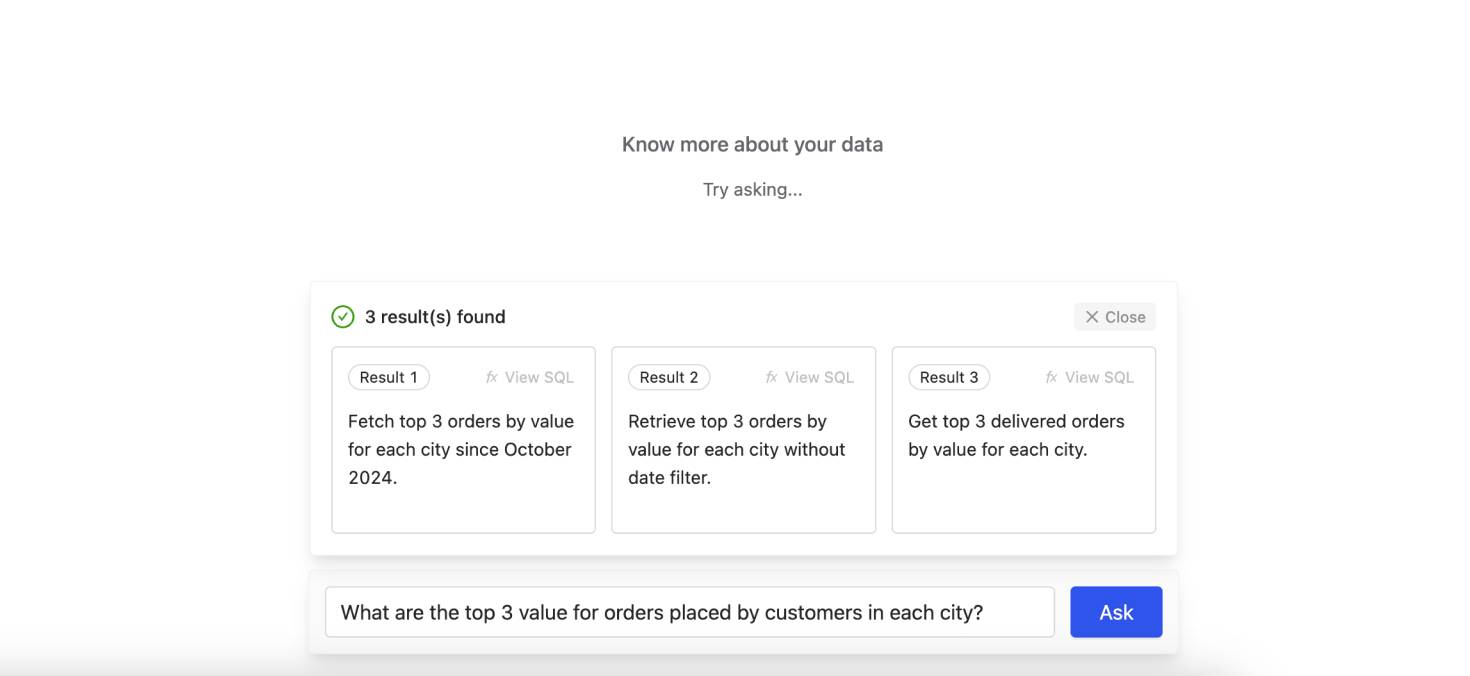 Know more about your data
Try asking...
3 result(s) found
Close
Result 1
fx View SQL
Fetch top 3 orders by value
for each city since October
2024.
Result 2
fx View SQL
Retrieve top 3 orders by
value for each city without
date filter.
Result 3
fx View SQL
Get top 3 delivered orders
by value for each city.
What are the top 3 value for orders placed by customers in each city?
Ask